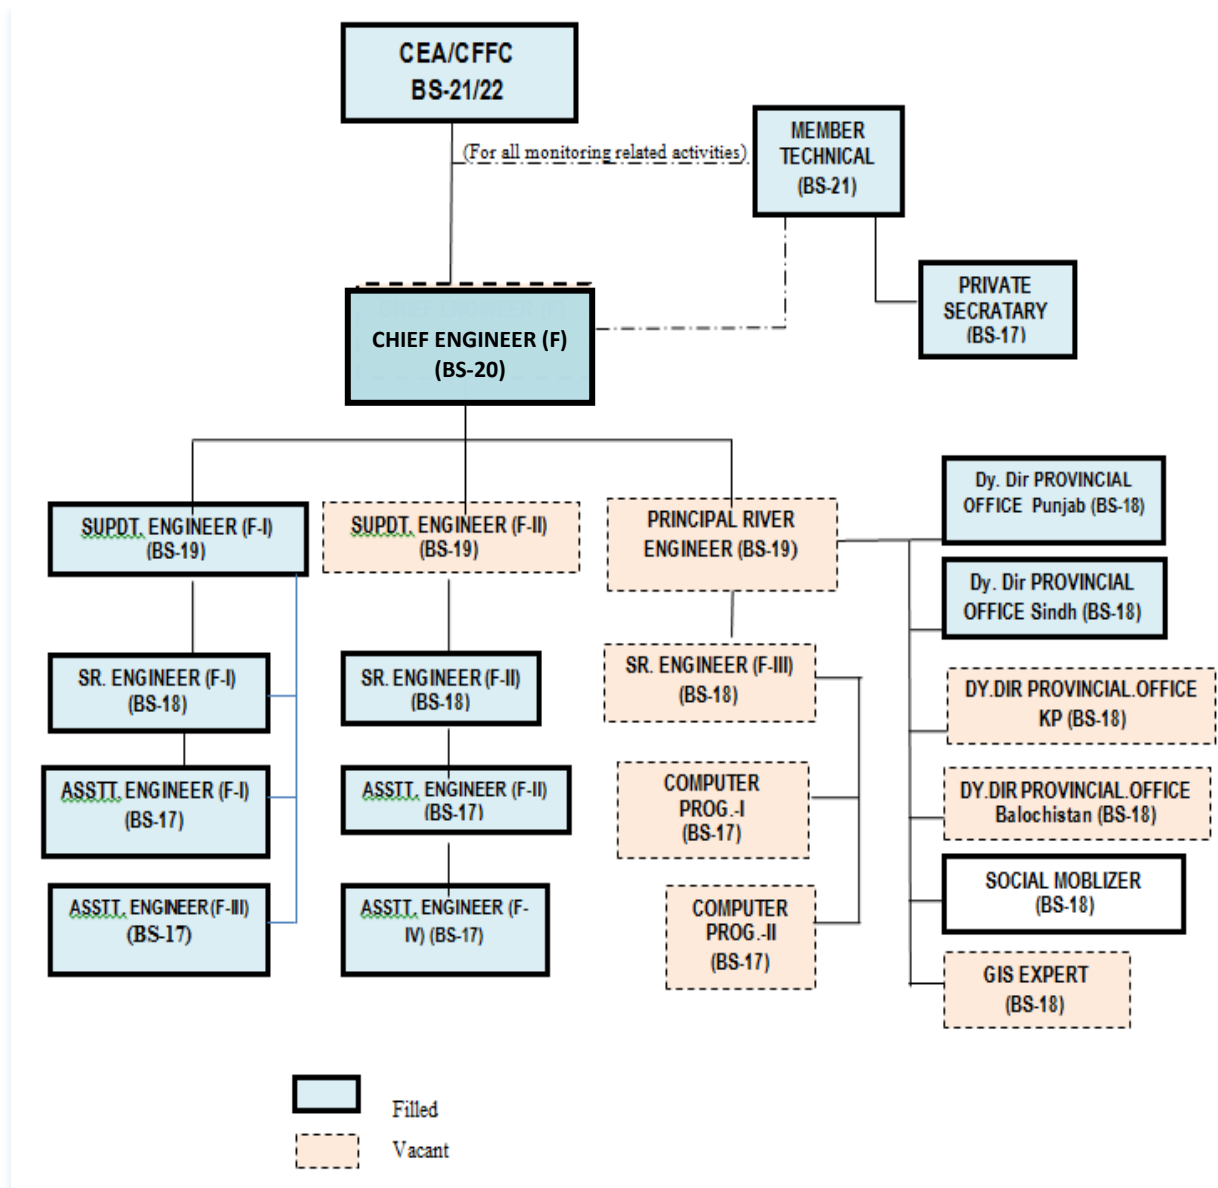 CEA/CFFC
BS-21/22
(For all monitoring related activities)
MEMBER
TECHNICAL
(BS-21)
PRIVATE
SECRATARY
(BS-17)
CHIEF ENGINEER (F)
(BS-20)
SUPDT. ENGINEER (F-I)
(BS-19)
SUPDT. ENGINEER (F-II)
(BS-19)
PRINCIPAL RIVER
ENGINEER (BS-19)
Dy. Dir PROVINCIAL
OFFICE Punjab (BS-18)
Dy. Dir PROVINCIAL
OFFICE Sindh (BS-18)
SR. ENGINEER (F-I)
(BS-18)
SR. ENGINEER (F-II)
(BS-18)
SR. ENGINEER (F-III)
(BS-18)
DY.DIR PROVINCIAL.OFFICE
KP (BS-18)
ASSTT. ENGINEER (F-I)
(BS-17)
ASSTT. ENGINEER (F-II)
(BS-17)
COMPUTER
PROG.-I
(BS-17)
DY.DIR PROVINCIAL.OFFICE
Balochistan (BS-18)
ASSTT. ENGINEER (F-III)
(BS-17)
ASSTT. ENGINEER (F-
IV) (BS-17)
COMPUTER
PROG.-II
(BS-17)
SOCIAL MOBLIZER
(BS-18)
GIS EXPERT
(BS-18)
Filled
Vacant